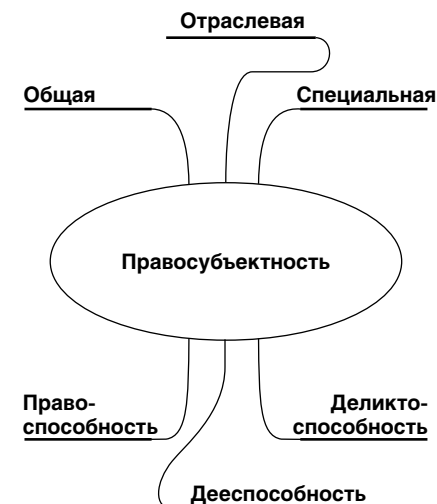 Отраслевая
Общая
Специальная
Правосубъектность
Право-
способность
Деликто-
способность
Дееспособность